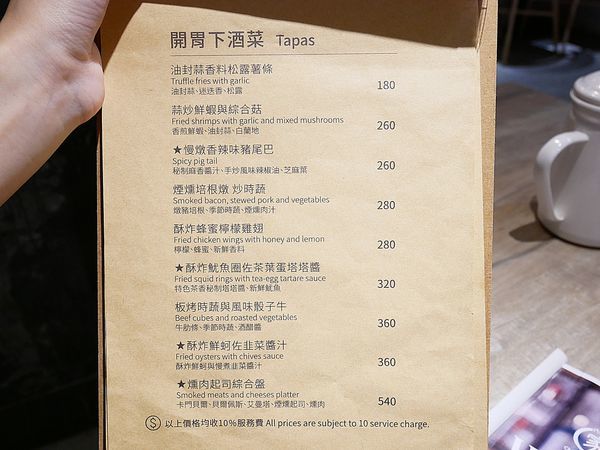 開胃下酒菜 Tapas
油封蒜香料松露薯條
Truffle fries with garlic 180
油封蒜、迷迭香、松露
蒜炒鮮蝦與綜合菇
Fried shrimps with garlic and mixed mushrooms 260
香煎鮮蝦、油封蒜、白蘭地
★慢燉香辣味豬尾巴
Spicy pig tail 260
秘制麻香醬汁、手炒風味辣椒油、芝麻葉
煙燻培根燉 炒時蔬
Smoked bacon, stewed pork and vegetables 280
燉豬培根、季節時蔬、煙燻肉汁
酥炸蜂蜜檸檬雞翅
Fried chicken wings with honey and lemon 280
檸檬、蜂蜜、新鮮香料
★酥炸魷魚圈佐茶葉蛋塔塔醬
Fried squid rings with tea-egg tartare sauce 320
特色茶香秘制塔塔醬、新鮮魷魚
板烤時蔬與風味骰子牛
Beef cubes and roasted vegetables 360
牛肋條、季節時蔬、酒醋醬
★酥炸鮮蚵佐韭菜醬汁
Fried oysters with chives sauce 360
酥炸鮮蚵與慢煮韭菜醬汁
★燻肉起司綜合盤
Smoked meats and cheeses platter 540
卡門貝爾、貝爾佩斯、艾曼塔、煙燻起司、燻肉
Ⓢ 以上價格均收10%服務費 All prices are subject to 10 service charge.